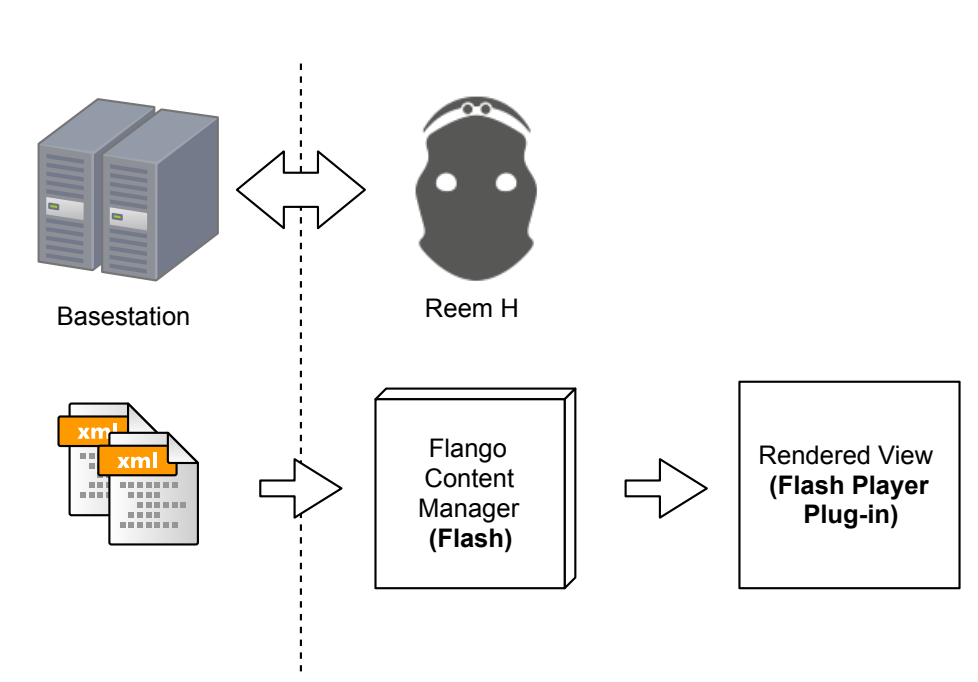 Basestation
Reem H
xml
xml
Flango
Content
Manager
(Flash)
Rendered View
(Flash Player
Plug-in)